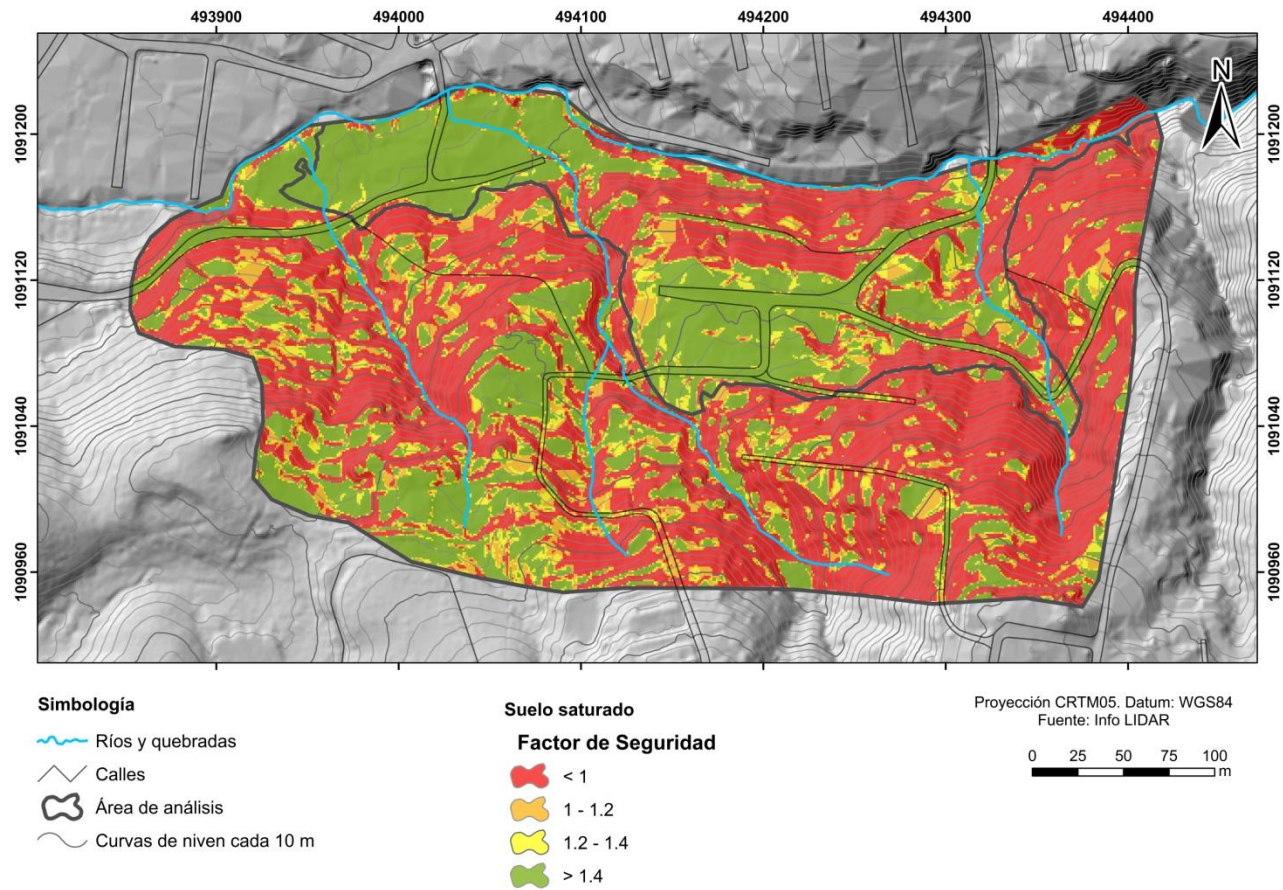 493900 494000 494100 494200 494300 494400
N
1091200 1091200
1091120 1091120
1091040 1091040
1090960 1090960
Simbología
Ríos y quebradas
Calles
Área de análisis
Curvas de niven cada 10 m
Suelo saturado
Factor de Seguridad
< 1
1 - 1.2
1.2 - 1.4
> 1.4
Proyección CRTM05. Datum: WGS84
Fuente: Info LIDAR
0 25 50 75 100
m